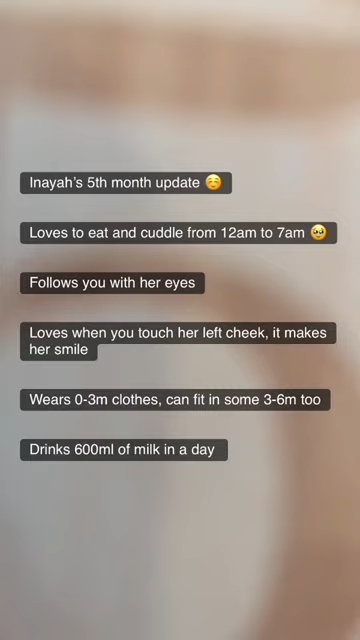 Inayah's 5th month update ☺️
Loves to eat and cuddle from 12am to 7am 🥹
Follows you with her eyes
Loves when you touch her left cheek, it makes
her smile
Wears 0-3m clothes, can fit in some 3-6m too
Drinks 600ml of milk in a day